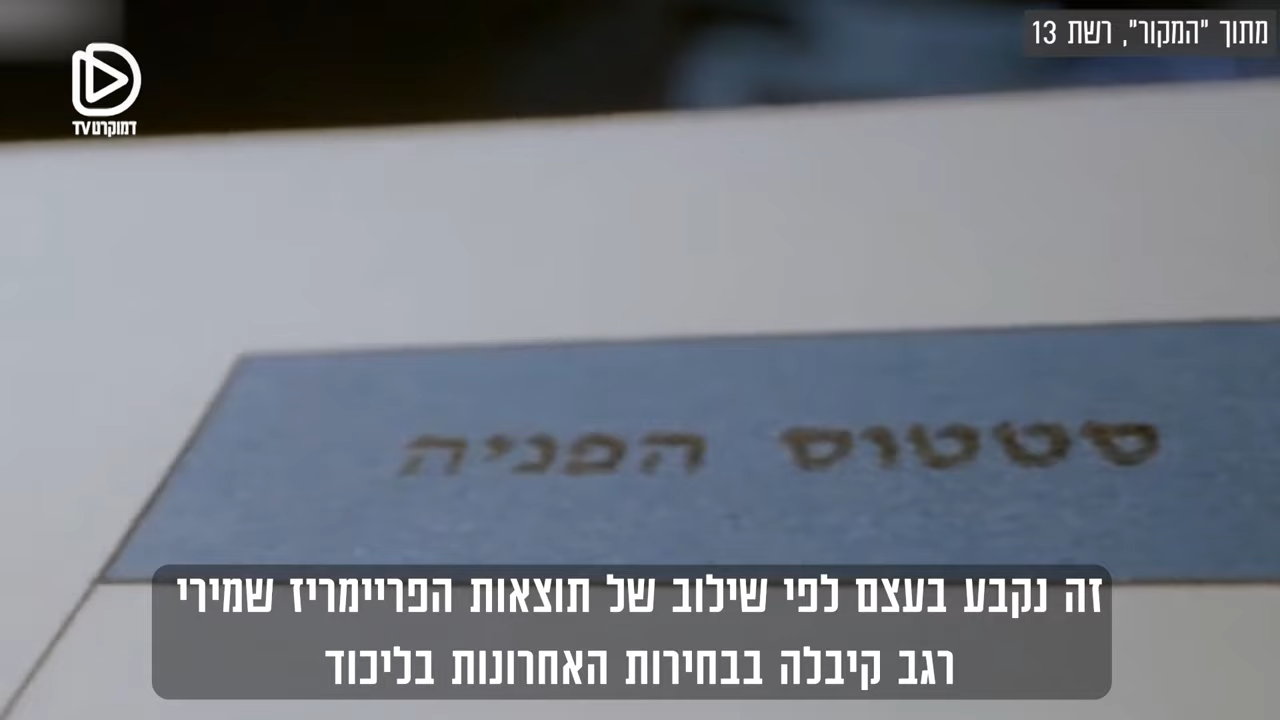 מתוך "המקור", רשת 13
דמוקרTV
סטטוס הפניה
זה נקבע בעצם לפי שילוב של תוצאות הפריימריז שמירי
רגב קיבלה בבחירות האחרונות בליכוד